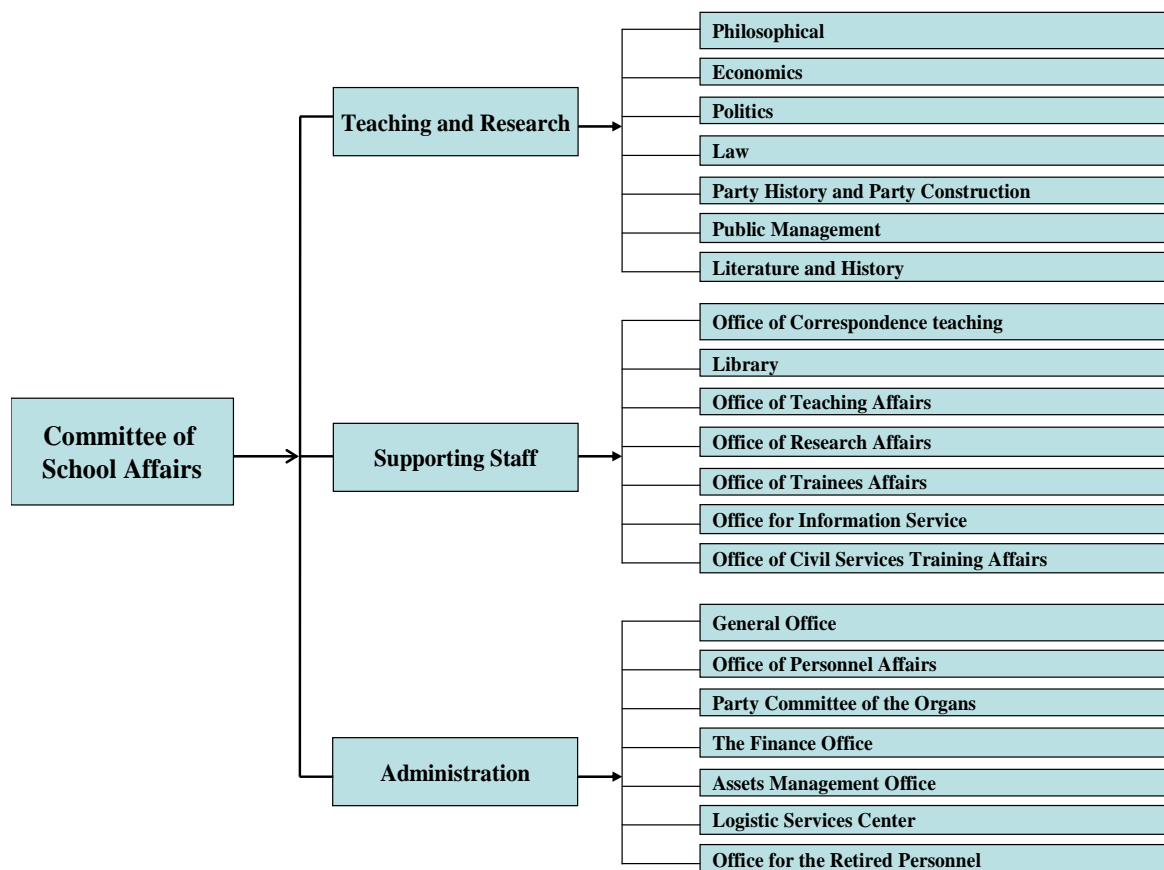 Committee of
School Affairs
Teaching and Research
Philosophical
Economics
Politics
Law
Party History and Party Construction
Public Management
Literature and History
Supporting Staff
Office of Correspondence teaching
Library
Office of Teaching Affairs
Office of Research Affairs
Office of Trainees Affairs
Office for Information Service
Office of Civil Services Training Affairs
Administration
General Office
Office of Personnel Affairs
Party Committee of the Organs
The Finance Office
Assets Management Office
Logistic Services Center
Office for the Retired Personnel